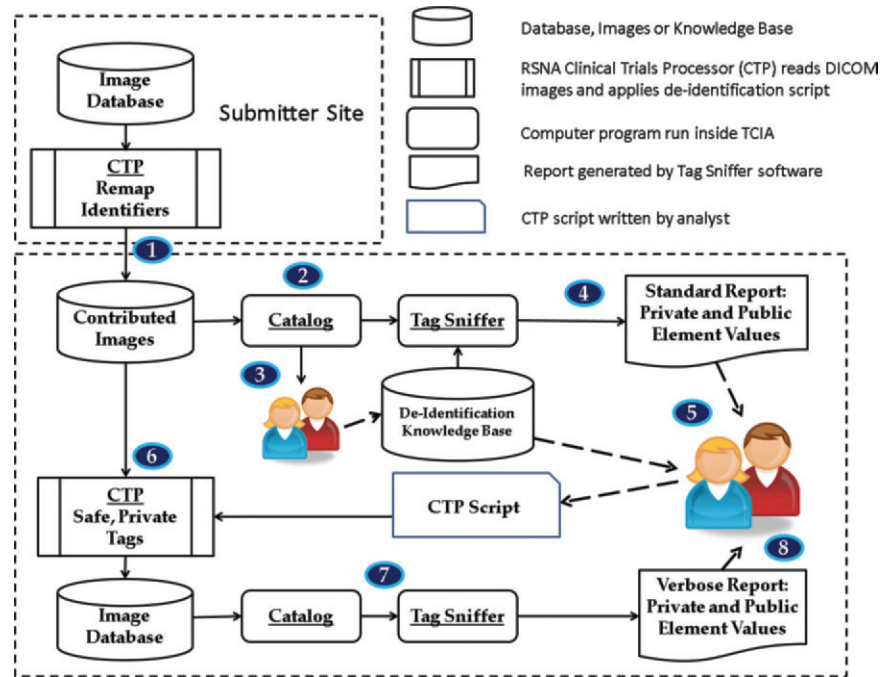 Image
Database
Submitter Site
CTP
Remap
Identifiers
Database, Images or Knowledge Base
RSNA Clinical Trials Processor (CTP) reads DICOM
images and applies de-identification script
Computer program run inside TCIA
Report generated by Tag Sniffer software
CTP script written by analyst
1
2
4
Contributed
Images
Catalog
Tag Sniffer
Standard Report:
Private and Public
Element Values
3
De-Identification
Knowledge Base
5
6
CTP
Safe, Private
Tags
CTP Script
7
8
Image
Database
Catalog
Tag Sniffer
Verbose Report:
Private and Public
Element Values